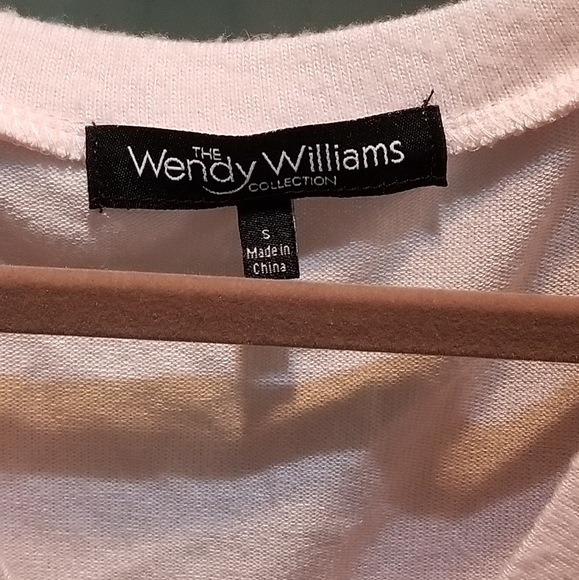 THE
Wendy Williams
COLLECTION
S
Made in
China